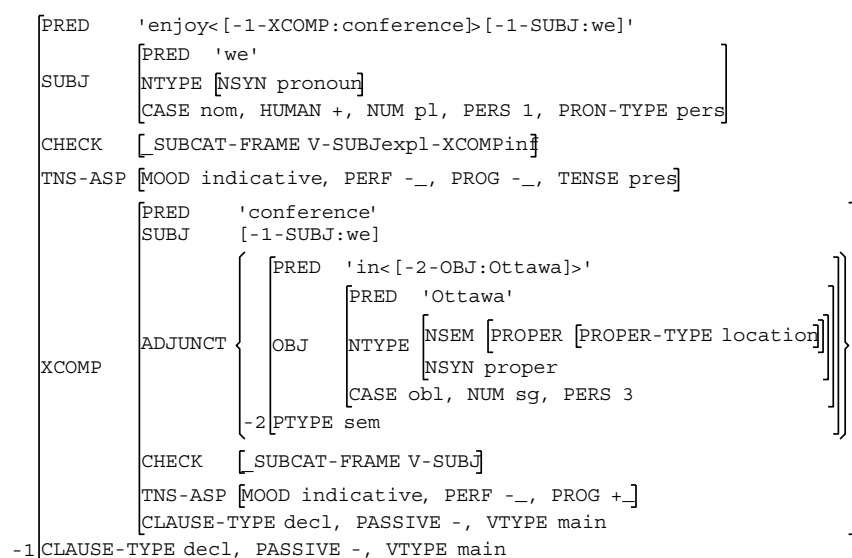 PRED 'enjoy<[-1-XCOMP:conference]>[-1-SUBJ:we]'
PRED 'we'
SUBJ NTYPE [NSYN pronoun]
CASE nom, HUMAN +, NUM pl, PERS 1, PRON-TYPE pers
CHECK [_SUBCAT-FRAME V-SUBJexpl-XCOMPinf]
TNS-ASP [MOOD indicative, PERF -_, PROG -_, TENSE pres]
PRED 'conference'
SUBJ [-1-SUBJ:we]
PRED 'in<[-2-OBJ:Ottawa]>'
PRED 'Ottawa'
NSEM [PROPER [PROPER-TYPE location]]
ADJUNCT OBJ NTYPE
NSYN proper
XCOMP
CASE obl, NUM sg, PERS 3
-2 PTYPE sem
CHECK [_SUBCAT-FRAME V-SUBJ]
TNS-ASP [MOOD indicative, PERF -_, PROG +_]
CLAUSE-TYPE decl, PASSIVE -, VTYPE main
-1 CLAUSE-TYPE decl, PASSIVE -, VTYPE main